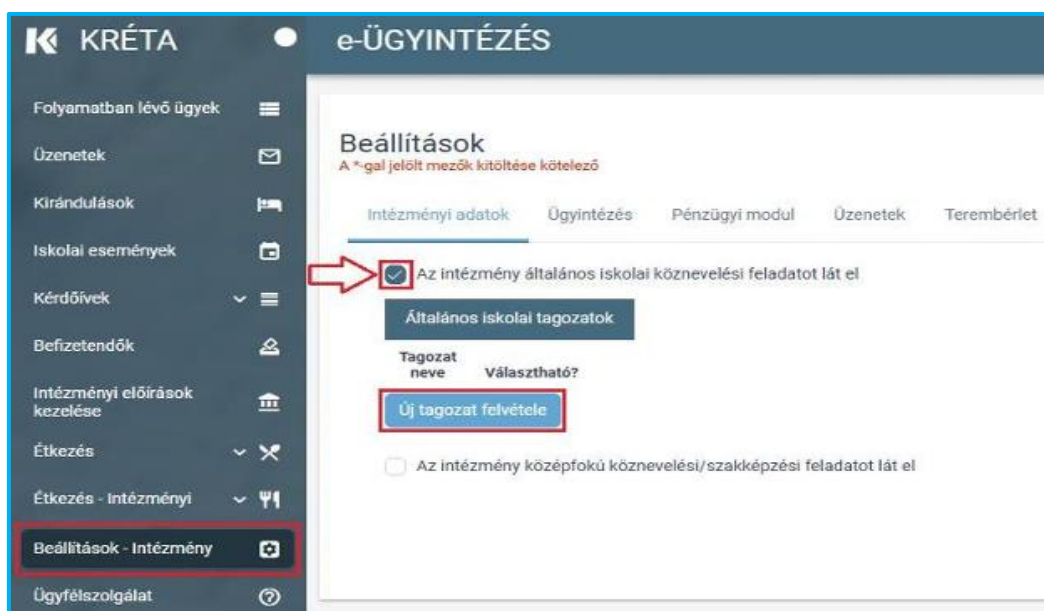 KRÉTA
e-ÜGYINTÉZÉS
Folyamatban lévő ügyek
Üzenetek
Kirándulások
Iskolai események
Kérdőívek
Befizetendők
Intézményi előírások
kezelése
Étkezés
Étkezés - Intézményi
Beállítások - Intézmény
Ügyfélszolgálat
Beállítások
A *-gal jelölt mezők kitöltése kötelező
Intézményi adatok Ügyintézés Pénzügyi modul Üzenetek Terembérlet
Az intézmény általános iskolai köznevelési feladatot lát el
Általános iskolai tagozatok
Tagozat
neve Választható?
Új tagozat felvétele
Az intézmény középfokú köznevelési/szakképzési feladatot lát el